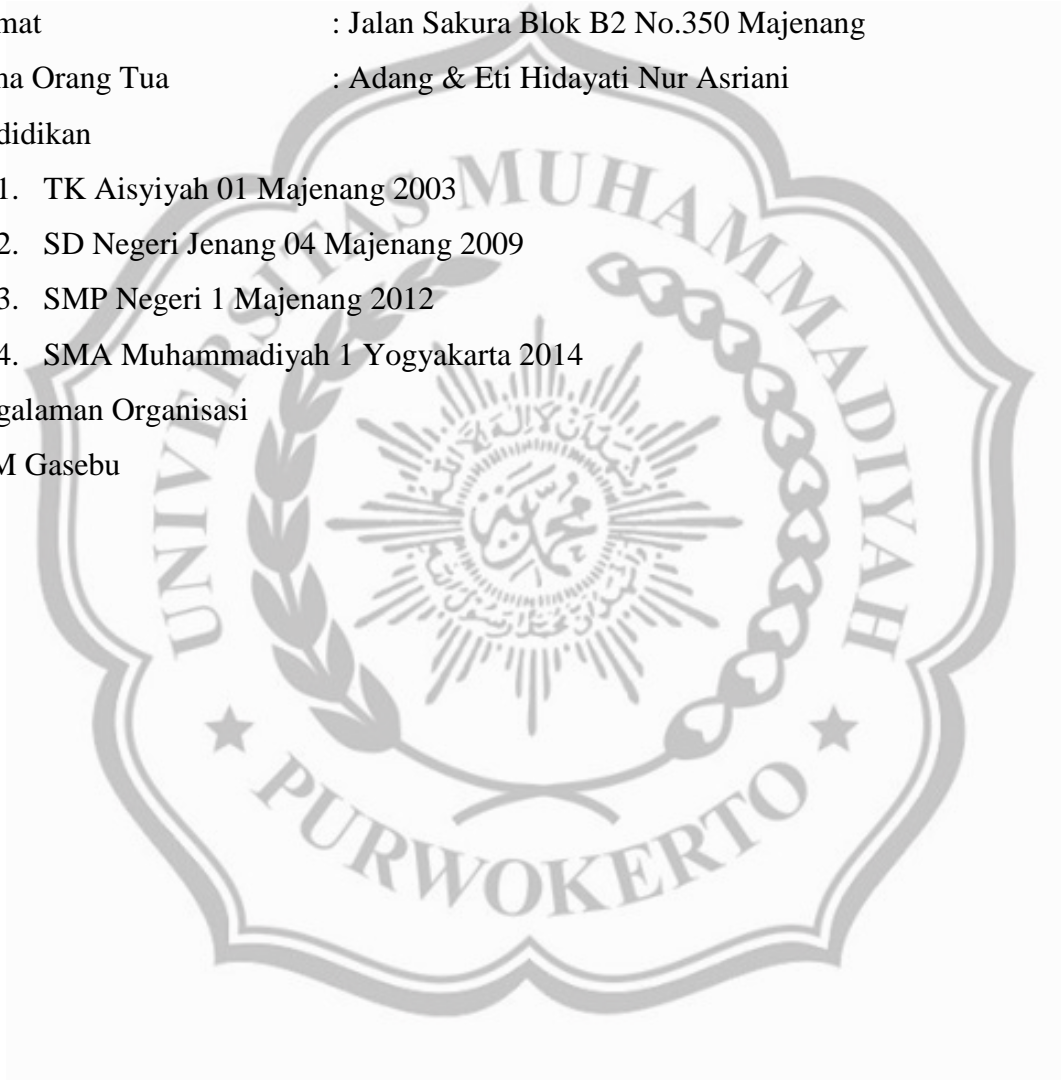 mat : Jalan Sakura Blok B2 No.350 Majenang
na Orang Tua : Adang & Eti Hidayati Nur Asriani
didikan
1. TK Aisyiyah 01 Majenang 2003
2. SD Negeri Jenang 04 Majenang 2009
3. SMP Negeri 1 Majenang 2012
4. SMA Muhammadiyah 1 Yogyakarta 2014
galaman Organisasi
M Gasebu
UNIVERSITAS MUHAMMADIYAH
PURWOKERTO